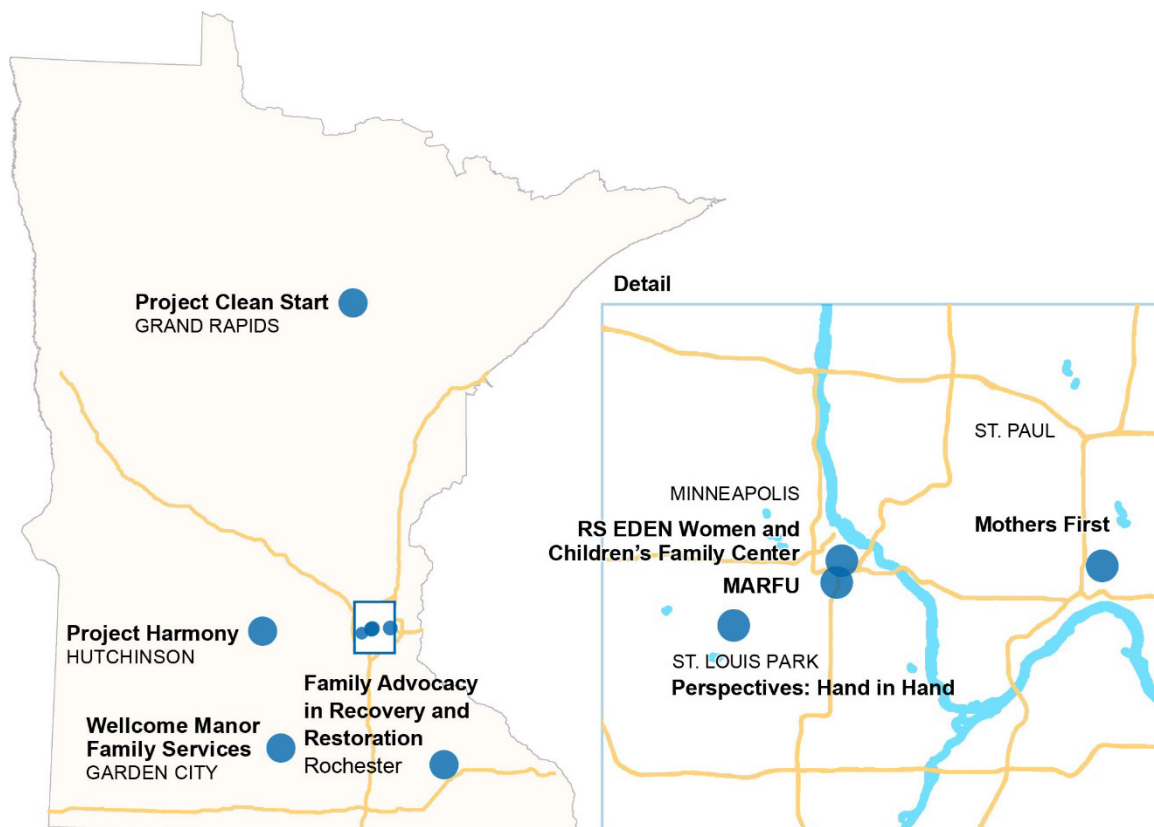 Project Clean Start
GRAND RAPIDS
Project Harmony
HUTCHINSON
Wellcome Manor
Family Services
GARDEN CITY
Family Advocacy
in Recovery and
Restoration
Rochester
Detail
ST. PAUL
MINNEAPOLIS
RS EDEN Women and
Children’s Family Center
MARFU
Mothers First
ST. LOUIS PARK
Perspectives: Hand in Hand